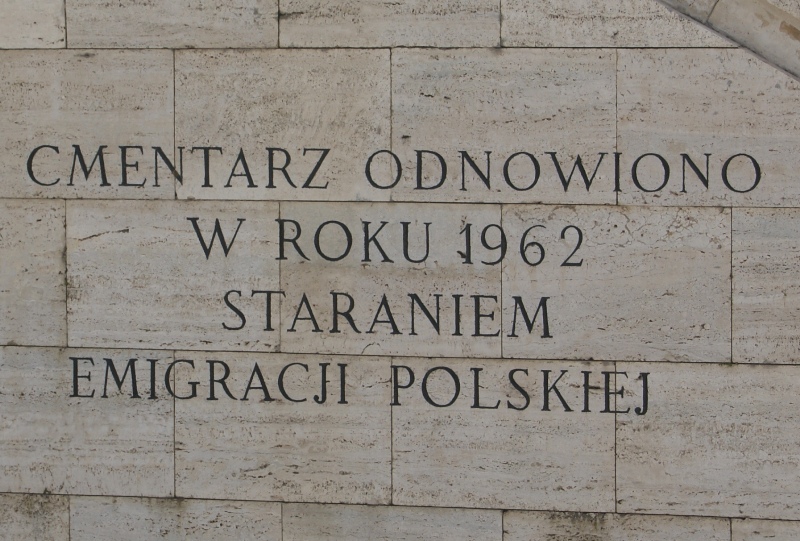 CMENTARZ ODNOWIONO
W ROKU 1962
STARANIEM
EMIGRACJI POLSKIEJ